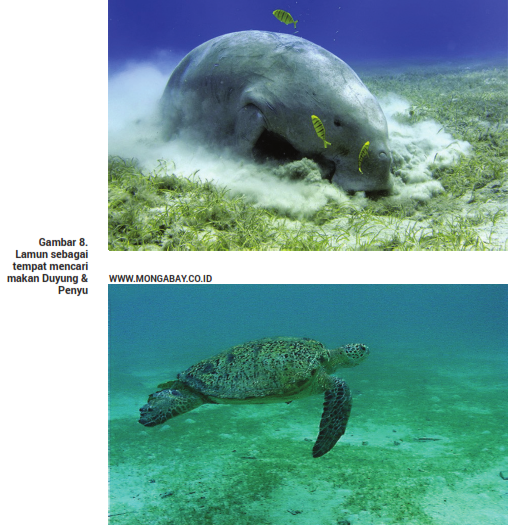 Gambar 8.
Lamun sebagai
tempat mencari
makan Duyung &
Penyu
WWW.MONGABAY.CO.ID